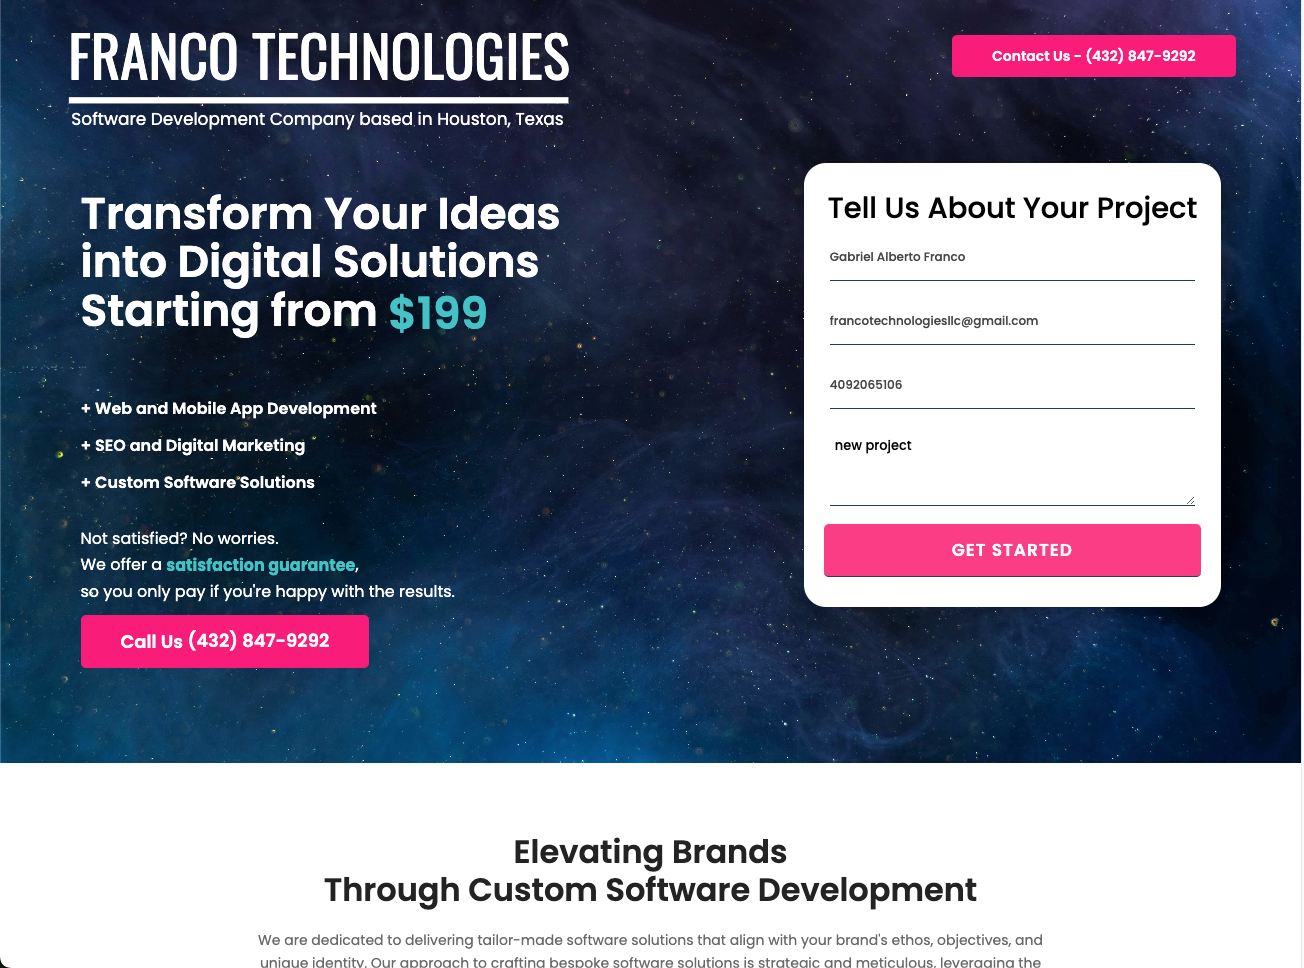 FRANCO TECHNOLOGIES
Software Development Company based in Houston, Texas
Contact Us - (432) 847-9292
Transform Your Ideas
into Digital Solutions
Starting from $199
+ Web and Mobile App Development
+ SEO and Digital Marketing
+ Custom Software Solutions
Not satisfied? No worries.
We offer a satisfaction guarantee,
so you only pay if you're happy with the results.
Call Us (432) 847-9292
Tell Us About Your Project
Gabriel Alberto Franco
francotechnologiesllc@gmail.com
4092065106
new project
GET STARTED
Elevating Brands
Through Custom Software Development
We are dedicated to delivering tailor-made software solutions that align with your brand's ethos, objectives, and
unique identity. Our approach to crafting bespoke software solutions is strategic and meticulous, leveraging the